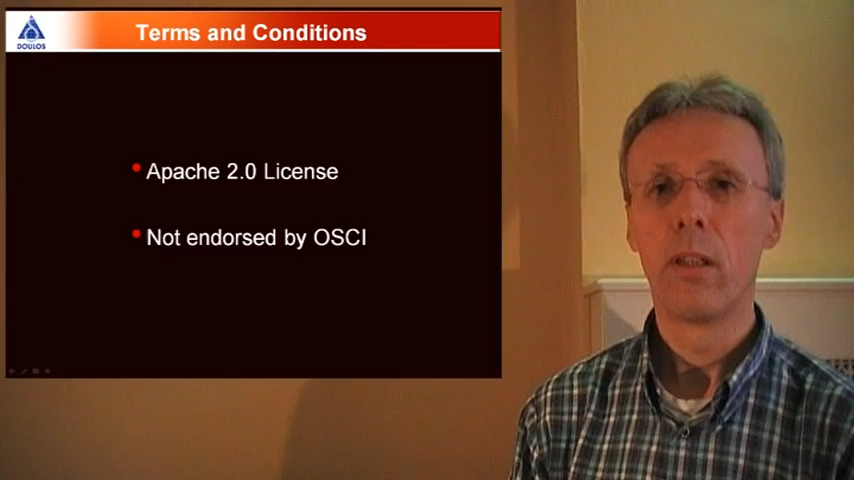 DOULOS
Terms and Conditions
Apache 2.0 License
Not endorsed by OSCI